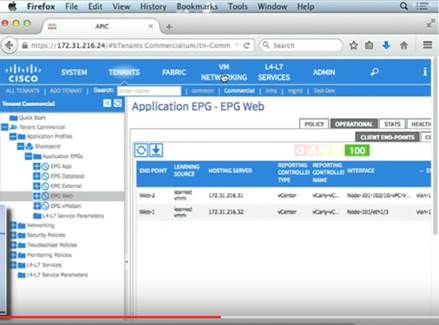 Firefox File Edit View History Bookmarks Tools Window Help
APIC
https://172.31.216.24/#bTenants:Commercial|uni/tn-Comm
Search
CISCO
SYSTEM TENANTS FABRIC VM NETWORKING L4-L7 SERVICES ADMIN
ALL TENANTS | ADD TENANT | Search: enter name | common | Commercial | infra | mgmt | Test-Dev
Tenant Commercial
Quick Start
Tenant Commercial
Application Profiles
Sharepoint
Application EPGs
EPG App
EPG Database
EPG External
EPG Web
EPG vMotion
L4-L7 Service Parameters
Networking
Security Policies
Troubleshoot Policies
Monitoring Policies
L4-L7 Services
L4-L7 Service Parameters
Application EPG - EPG Web
POLICY OPERATIONAL STATS HEALTH
CLIENT END-POINTS CO
100
END POINT LEARNING SOURCE HOSTING SERVER REPORTING CONTROLLER TYPE REPORTING CONTROLLER NAME INTERFACE
Web-2 learned vmm 172.31.216.31 vCenter vCarly-vC... Node-101-102/1G-vPC-V... vlan-1
Web-1 learned vmm 172.31.216.32 vCenter vCarly-vC... Node-101/eth1/3 vlan-1